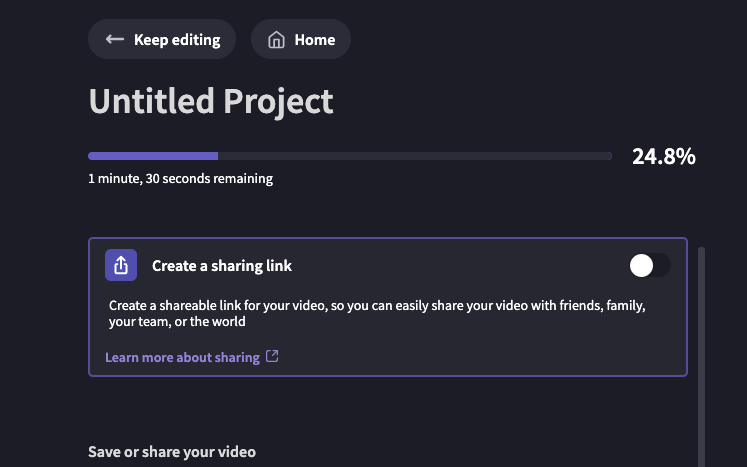 Keep editing
Home
Untitled Project
24.8%
1 minute, 30 seconds remaining
Create a sharing link
Create a shareable link for your video, so you can easily share your video with friends, family,
your team, or the world
Learn more about sharing
Save or share your video